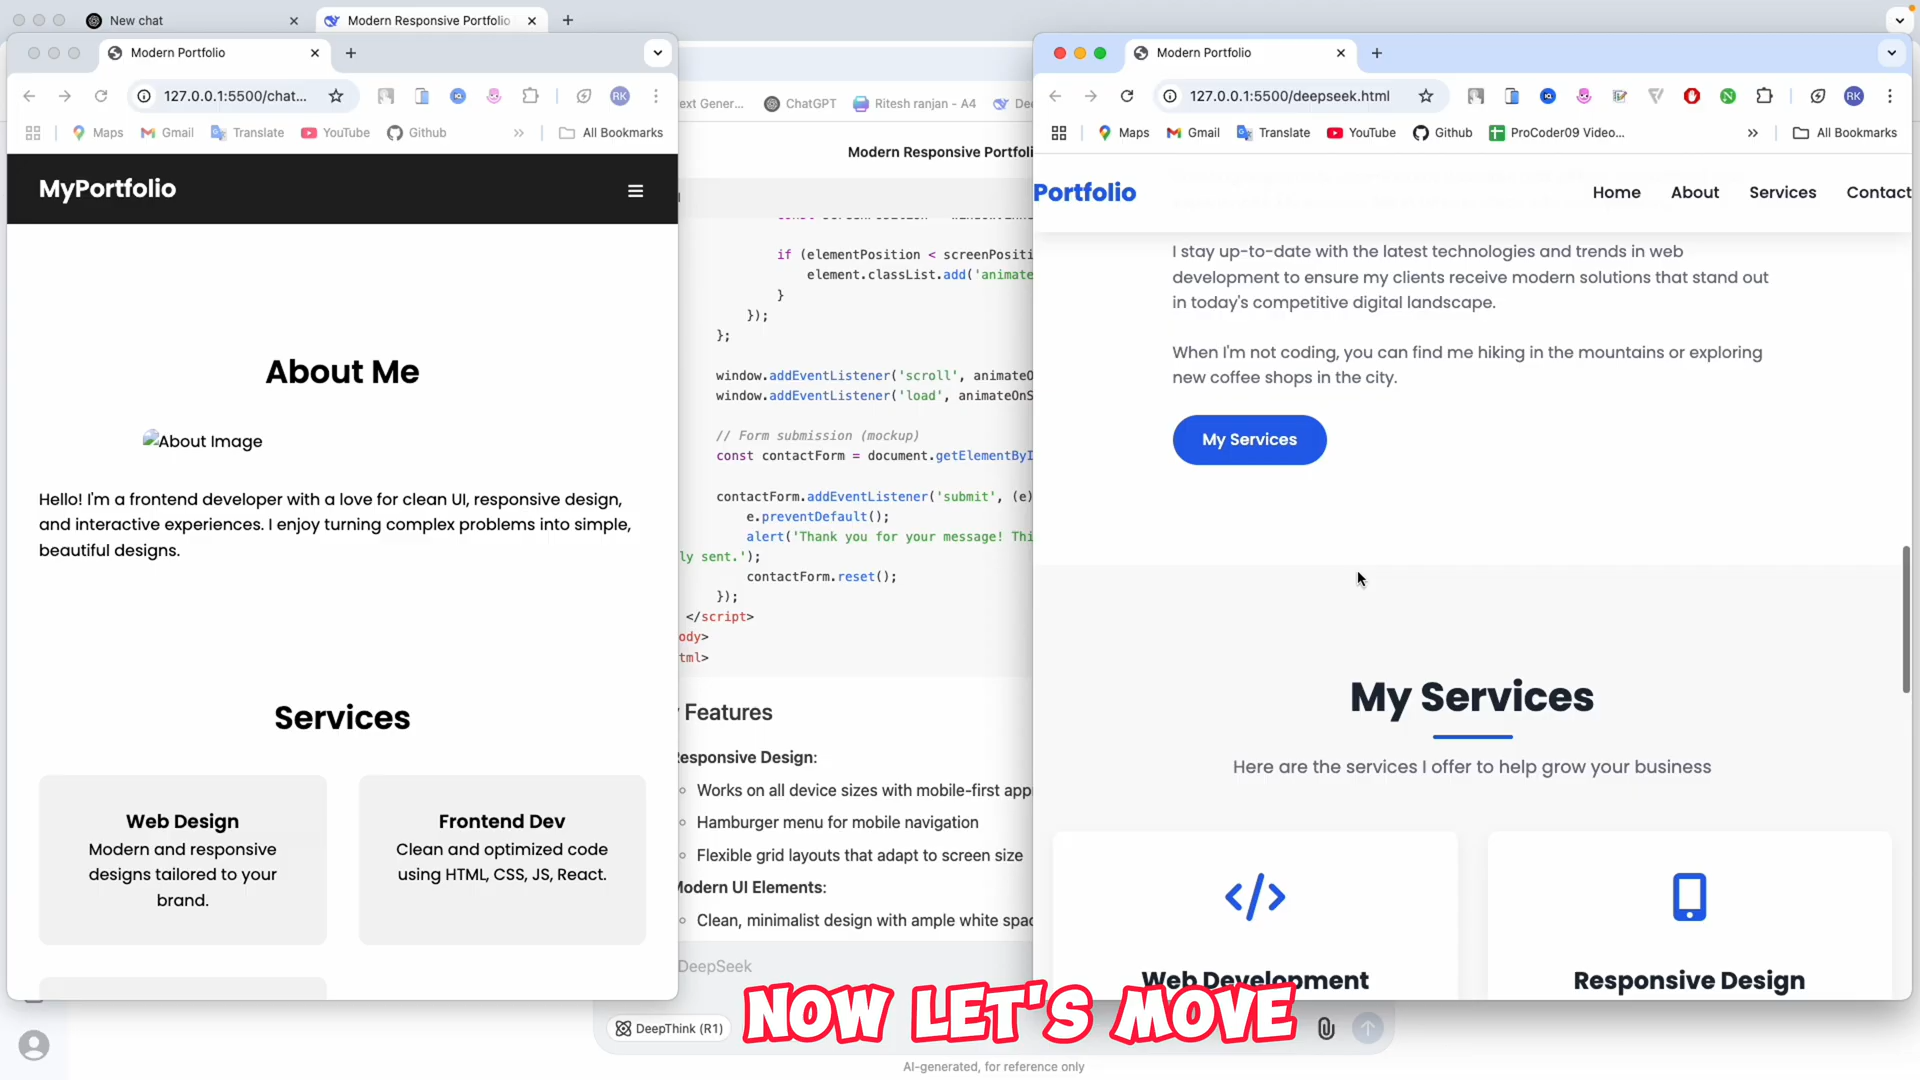 New chat
Modern Responsive Portfolio
Modern Portfolio
127.0.0.1:5500/chat...
RK
Maps
Gmail
Translate
YouTube
Github
»
All Bookmarks
MyPortfolio
About Me
About Image
Hello! I'm a frontend developer with a love for clean UI, responsive design,
and interactive experiences. I enjoy turning complex problems into simple,
beautiful designs.
Services
Web Design
Modern and responsive
designs tailored to your
brand.
Frontend Dev
Clean and optimized code
using HTML, CSS, JS, React.
ext Gener...
ChatGPT
Ritesh ranjan - A4
Modern Responsive Portfoli
if (elementPosition < screenPositi
element.classList.add('animate
}
});
};
window.addEventListener('scroll', animateO
window.addEventListener('load', animateOnS
// Form submission (mockup)
const contactForm = document.getElementByI
contactForm.addEventListener('submit', (e)
e.preventDefault();
alert('Thank you for your message! Thi
ly sent.');
contactForm.reset();
});
</script>
ody>
tml>
Features
esponsive Design:
Works on all device sizes with mobile-first app
Hamburger menu for mobile navigation
Flexible grid layouts that adapt to screen size
Modern UI Elements:
Clean, minimalist design with ample white spac
DeepSeek
DeepThink (R1)
AI-generated, for reference only
Modern Portfolio
127.0.0.1:5500/deepseek.html
RK
Maps
Gmail
Translate
YouTube
Github
ProCoder09 Video...
»
All Bookmarks
Portfolio
Home
About
Services
Contact
I stay up-to-date with the latest technologies and trends in web
development to ensure my clients receive modern solutions that stand out
in today's competitive digital landscape.
When I'm not coding, you can find me hiking in the mountains or exploring
new coffee shops in the city.
My Services
My Services
Here are the services I offer to help grow your business
Web Development
Responsive Design
NOW LET'S MOVE